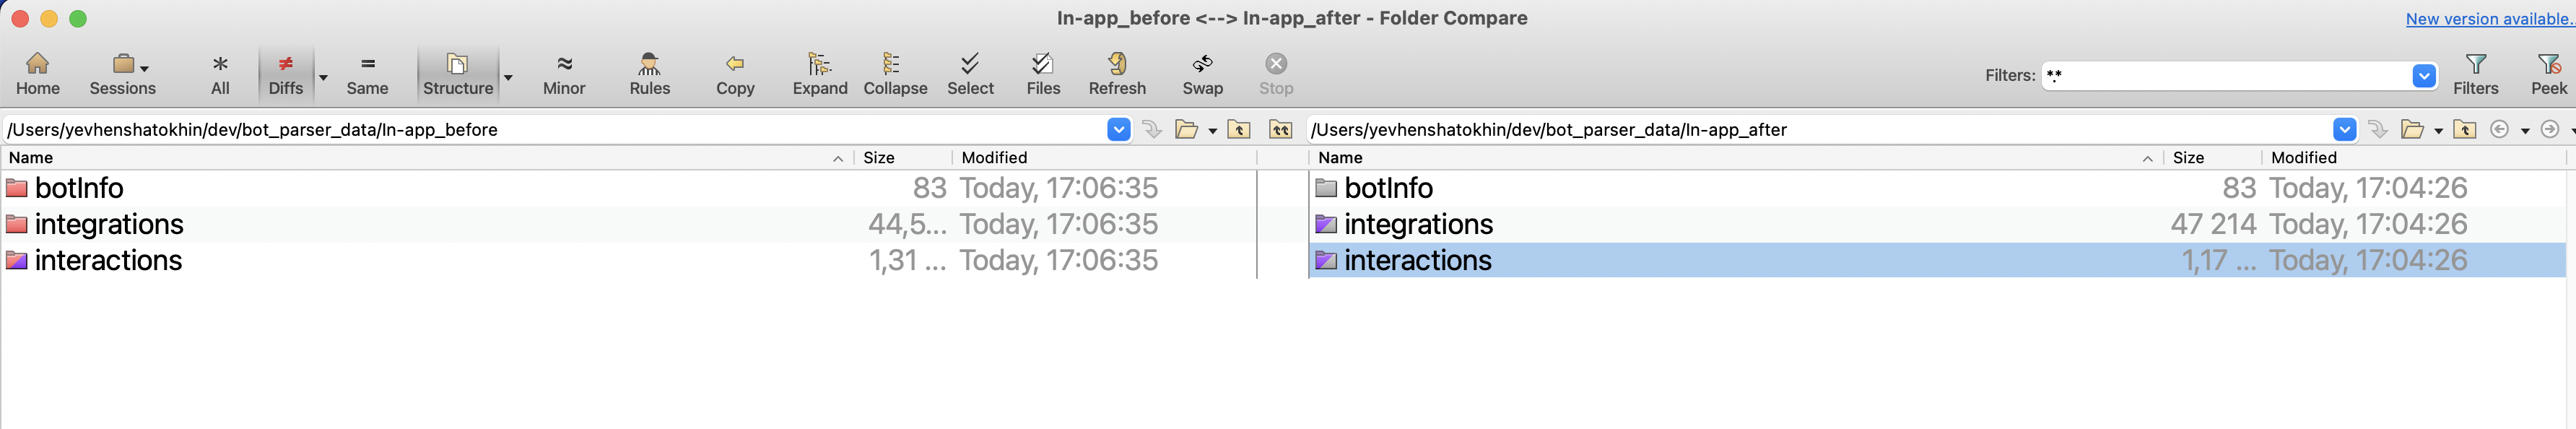 In-app_before <--> In-app_after - Folder Compare
New version available..
Home Sessions All Diffs Same Structure Minor Rules Copy Expand Collapse Select Files Refresh Swap Stop Filters: *.* Filters Peek
/Users/yevhenshatokhin/dev/bot_parser_data/In-app_before /Users/yevhenshatokhin/dev/bot_parser_data/In-app_after
Name Size Modified Name Size Modified
botInfo 83 Today, 17:06:35 botInfo 83 Today, 17:04:26
integrations 44,5... Today, 17:06:35 integrations 47 214 Today, 17:04:26
interactions 1,31 ... Today, 17:06:35 interactions 1,17 ... Today, 17:04:26